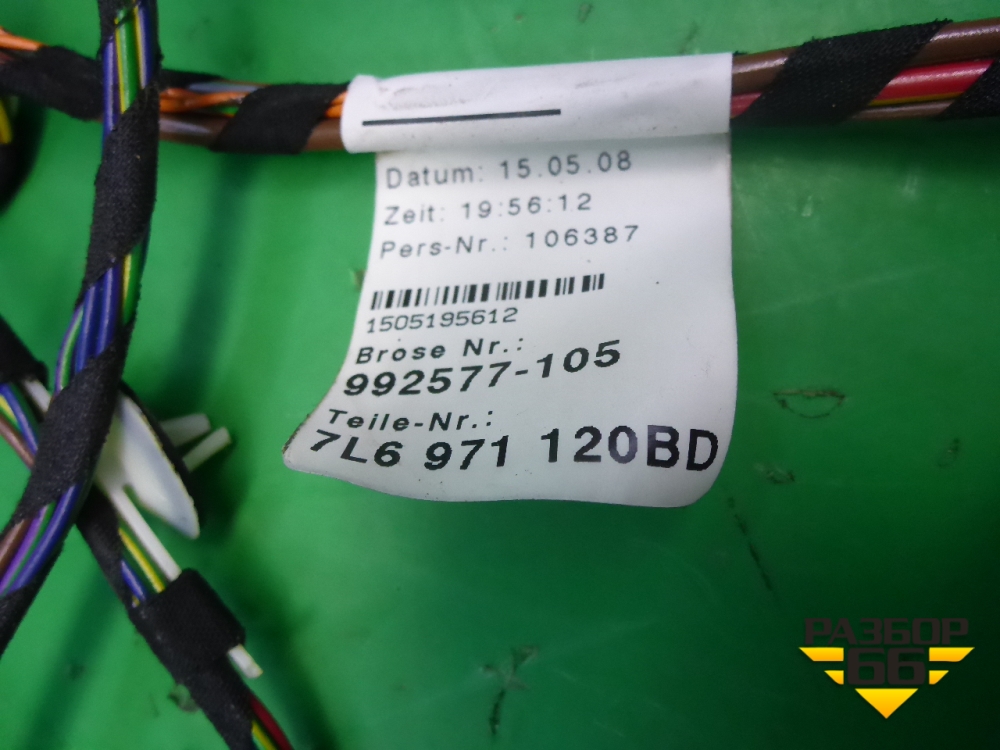 Datum: 15.05.08
Zeit: 19:56:12
Pers-Nr.: 106387
1505195612
Brose Nr.:
992577-105
Teile-Nr.:
7L6 971 120BD
РАЗБОР
66